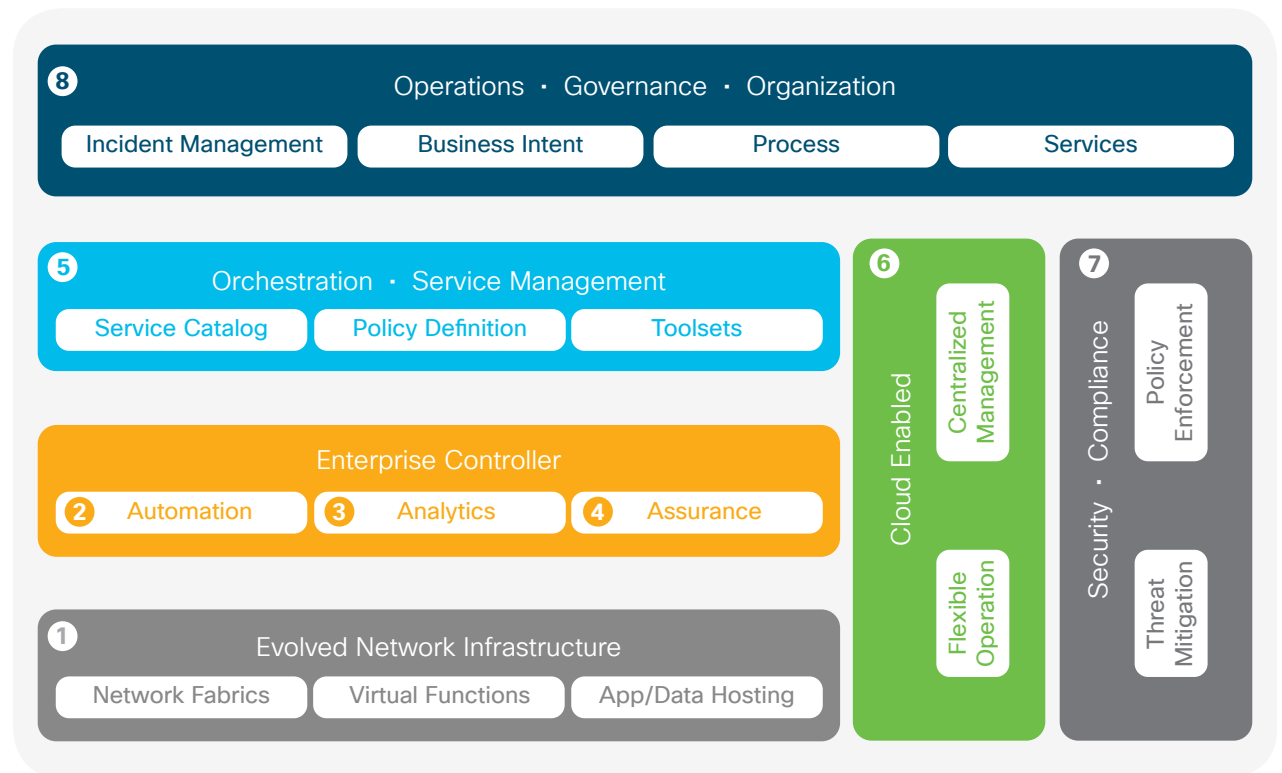 8
Operations · Governance · Organization
Incident Management
Business Intent
Process
Services
5
Orchestration · Service Management
Service Catalog
Policy Definition
Toolsets
Enterprise Controller
2 Automation
3 Analytics
4 Assurance
1
Evolved Network Infrastructure
Network Fabrics
Virtual Functions
App/Data Hosting
6
Cloud Enabled
Centralized
Management
Flexible
Operation
7
Security · Compliance
Policy
Enforcement
Threat
Mitigation